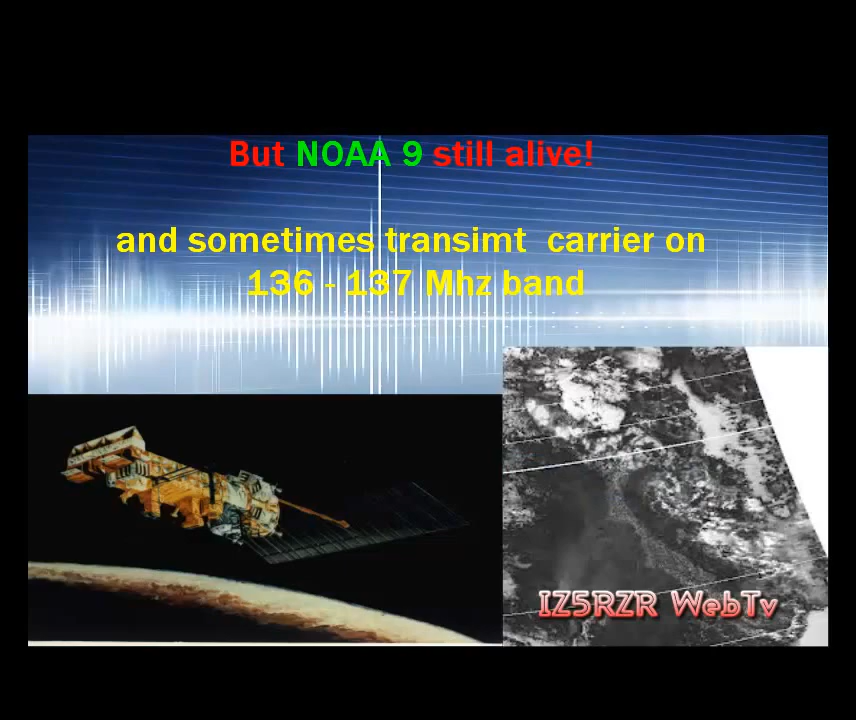 But NOAA 9 still alive!
and sometimes transimt carrier on
136 - 137 Mhz band
IZ5RZR WebTv